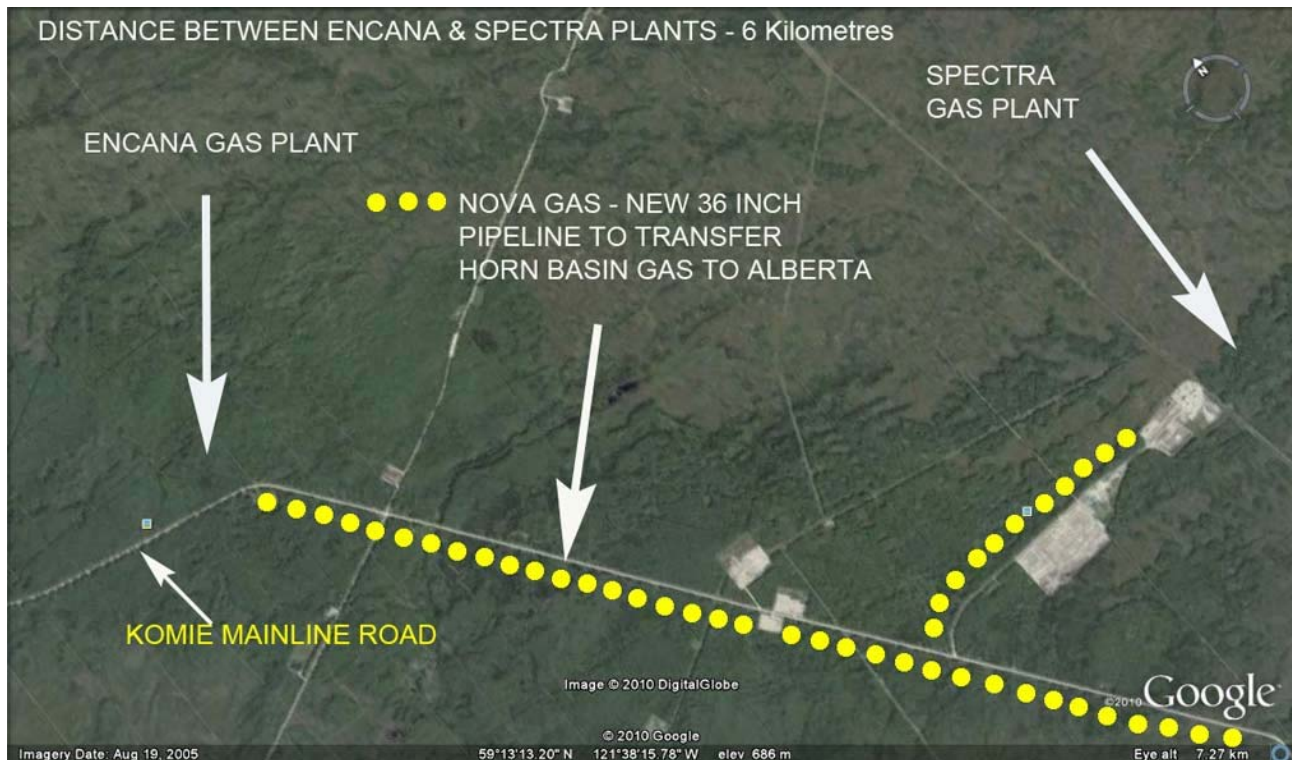 DISTANCE BETWEEN ENCANA & SPECTRA PLANTS - 6 Kilometres
SPECTRA
GAS PLANT
N
ENCANA GAS PLANT
NOVA GAS - NEW 36 INCH
PIPELINE TO TRANSFER
HORN BASIN GAS TO ALBERTA
KOMIE MAINLINE ROAD
Image © 2010 DigitalGlobe
©2010 Google
© 2010 Google
Imagery Date: Aug 19, 2005 59°13'13.20" N 121°38'15.78" W elev 686 m Eye alt 7.27 km